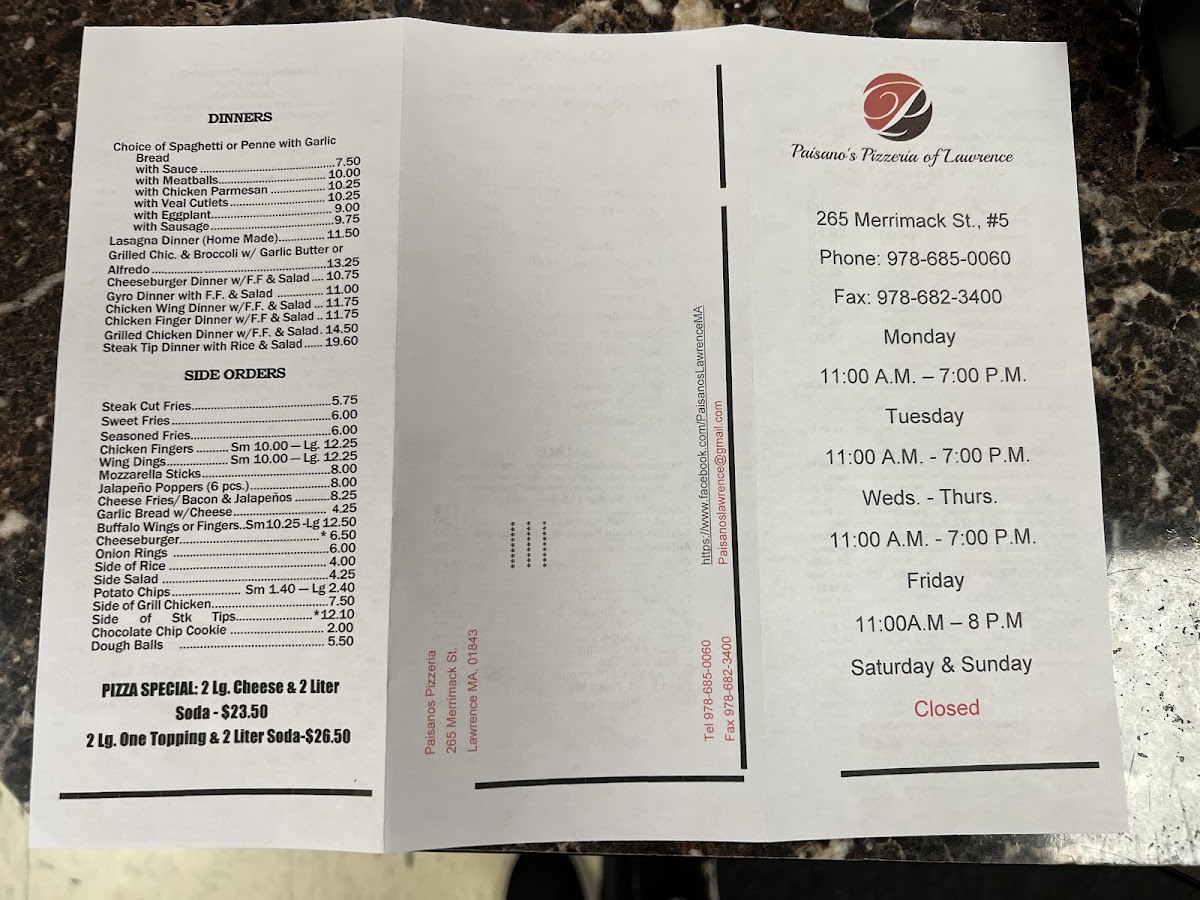 DINNERS
Choice of Spaghetti or Penne with Garlic
Bread
with Sauce ........................... 7.50
with Meatballs...................... 10.00
with Chicken Parmesan .............. 10.25
with Veal Cutlets........................ 10.25
with Eggplant............................. 9.00
with Sausage............................. 9.75
Lasagna Dinner (Home Made)............ 11.50
Grilled Chic. & Broccoli w/ Garlic Butter or
Alfredo ........................................13.25
Cheeseburger Dinner w/F.F & Salad .... 10.75
Gyro Dinner with F.F. & Salad ............ 11.00
Chicken Wing Dinner w/F.F. & Salad ... 11.75
Chicken Finger Dinner w/F.F. & Salad .. 11.75
Grilled Chicken Dinner w/F.F. & Salad. 14.50
Steak Tip Dinner with Rice & Salad...... 19.60
SIDE ORDERS
Steak Cut Fries....................................5.75
Sweet Fries........................................6.00
Seasoned Fries...................................6.00
Chicken Fingers ......... Sm 10.00 — Lg. 12.25
Wing Dings................ Sm 10.00 — Lg. 12.25
Mozzarella Sticks.................................8.00
Jalapeño Poppers (6 pcs.).....................8.00
Cheese Fries/Bacon & Jalapeños .........8.25
Garlic Bread w/Cheese........................ 4.25
Buffalo Wings or Fingers..Sm10.25 -Lg 12.50
Cheeseburger....................................* 6.50
Onion Rings .......................................6.00
Side of Rice .......................................4.00
Side Salad .........................................4.25
Potato Chips.................. Sm 1.40 — Lg 2.40
Side of Grill Chicken..............................7.50
Side of Stk Tips....................*12.10
Chocolate Chip Cookie ....................... 2.00
Dough Balls ..................................... 5.50
PIZZA SPECIAL: 2 Lg. Cheese & 2 Liter
Soda - $23.50
2 Lg. One Topping & 2 Liter Soda-$26.50
Paisanos Pizzeria
265 Merrimack St.
Lawrence MA, 01843
*********
*********
*********
https://www.facebook.com/PaisanosLawrenceMA
Paisanoslawrence@gmail.com
Tel 978-685-0060
Fax 978-682-3400
P
Paisano's Pizzeria of Lawrence
265 Merrimack St., #5
Phone: 978-685-0060
Fax: 978-682-3400
Monday
11:00 A.M. – 7:00 P.M.
Tuesday
11:00 A.M. - 7:00 P.M.
Weds. - Thurs.
11:00 A.M. - 7:00 P.M.
Friday
11:00A.M – 8 P.M
Saturday & Sunday
Closed